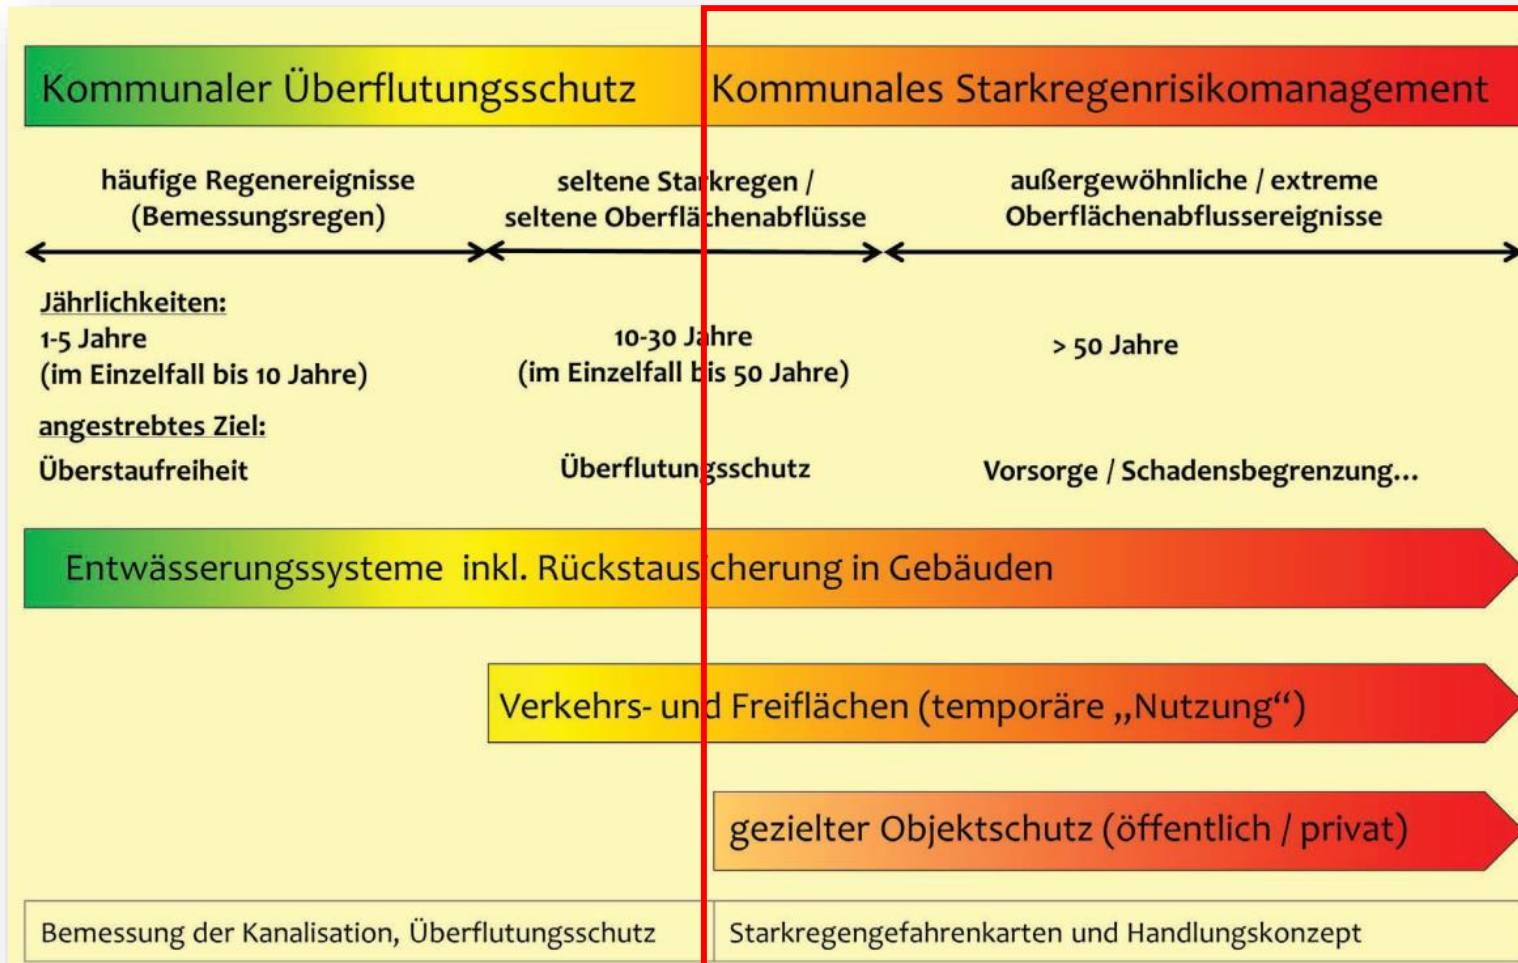 Kommunaler Überflutungsschutz Kommunales Starkregenrisikomanagement
häufige Regenereignisse
(Bemessungsregen)
seltene Starkregen /
seltene Oberflächenabflüsse
außergewöhnliche / extreme
Oberflächenabflussereignisse
Jährlichkeiten:
1-5 Jahre
(im Einzelfall bis 10 Jahre)
10-30 Jahre
(im Einzelfall bis 50 Jahre)
> 50 Jahre
angestrebtes Ziel:
Überstaufreiheit
Überflutungsschutz
Vorsorge / Schadensbegrenzung...
Entwässerungssysteme inkl. Rückstausicherung in Gebäuden
Verkehrs- und Freiflächen (temporäre „Nutzung“)
gezielter Objektschutz (öffentlich / privat)
Bemessung der Kanalisation, Überflutungsschutz
Starkregengefahrenkarten und Handlungskonzept